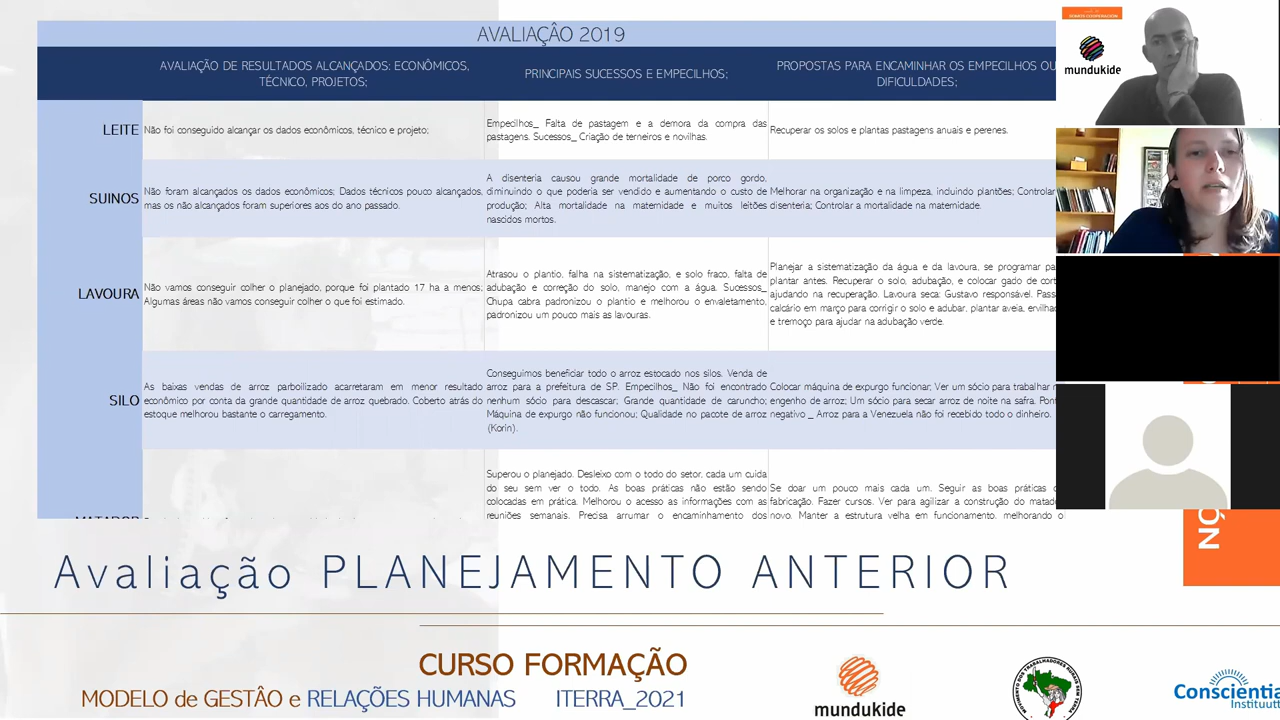 AVALIAÇÂO 2019
AVALIAÇÃO DE RESULTADOS ALCANÇADOS: ECONÔMICOS,
TÉCNICO, PROJETOS;
PRINCIPAIS SUCESSOS E EMPECILHOS;
PROPOSTAS PARA ENCAMINHAR OS EMPECILHOS OU
DIFICULDADES;
LEITE
Não foi conseguido alcançar os dados econômicos, técnico e projeto;
Empecilhos_ Falta de pastagem e a demora da compra das
pastagens. Sucessos_ Criação de terneiros e novilhas.
Recuperar os solos e plantas pastagens anuais e perenes.
SUINOS
Não foram alcançados os dados econômicos; Dados técnicos pouco alcançados,
mas os não alcançados foram superiores aos do ano passado.
A disenteria causou grande mortalidade de porco gordo,
diminuindo o que poderia ser vendido e aumentando o custo de
produção; Alta mortalidade na maternidade e muitos leitões
nascidos mortos.
Melhorar na organização e na limpeza, incluindo plantões; Controlar
disenteria; Controlar a mortalidade na maternidade.
LAVOURA
Não vamos conseguir colher o planejado, porque foi plantado 17 ha a menos;
Algumas áreas não vamos conseguir colher o que foi estimado.
Atrasou o plantio, falha na sistematização, e solo fraco, falta de
adubação e correção do solo, manejo com a água. Sucessos_
Chupa cabra padronizou o plantio e melhorou o envaletamento,
padronizou um pouco mais as lavouras.
Planejar a sistematização da água e da lavoura, se programar
plantar antes. Recuperar o solo, adubação, e colocar gado de
ajudando na recuperação. Lavoura seca: Gustavo responsável.
calcário em março para corrigir o solo e adubar, plantar aveia,
e tremoço para ajudar na adubação verde.
SILO
As baixas vendas de arroz parboilizado acarretaram em menor resultado
econômico por conta da grande quantidade de arroz quebrado. Coberto atrás do
estoque melhorou bastante o carregamento.
Conseguimos beneficiar todo o arroz estocado nos silos. Venda de
arroz para a prefeitura de SP. Empecilhos_ Não foi encontrado
nenhum sócio para descascar; Grande quantidade de caruncho;
Máquina de expurgo não funcionou; Qualidade no pacote de arroz
(Korin).
Colocar máquina de expurgo funcionar; Ver um sócio para trabalhar
engenho de arroz; Um sócio para secar arroz de noite na safra.
negativo _ Arroz para a Venezuela não foi recebido todo o dinheiro.
Superou o planejado. Desleixo com o todo do setor, cada um cuida
do seu sem ver o todo. As boas práticas não estão sendo
colocadas em prática. Melhorou o acesso as informações com as
reuniões semanais. Precisa arrumar o encaminhamento dos
Se doar um pouco mais cada um. Seguir as boas práticas
fabricação. Fazer cursos. Ver para agilizar a construção do
novo. Manter a estrutura velha em funcionamento, melhorando o
Avaliação PLANEJAMENTO ANTERIOR
CURSO FORMAÇÃO
MODELO de GESTÂO e RELAÇÕES HUMANAS ITERRA_2021
mundukide
MOVIMENTO DOS TRABALHADORES RURAIS SEM TERRA
mundukide